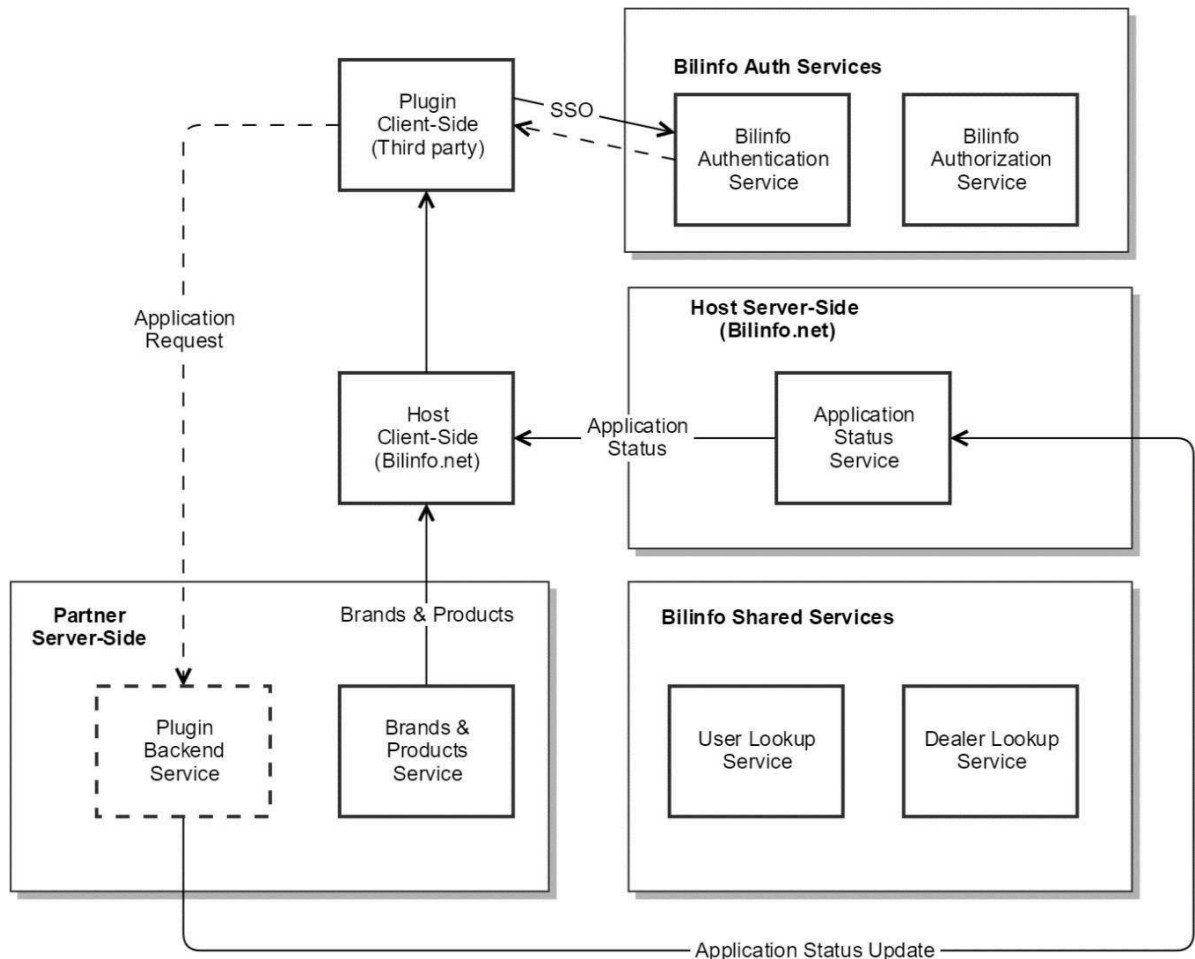 Bilinfo Auth Services
Plugin
Client-Side
(Third party)
SSO
Bilinfo
Authentication
Service
Bilinfo
Authorization
Service
Application
Request
Host Server-Side
(Bilinfo.net)
Host
Client-Side
(Bilinfo.net)
Application
Status
Application
Status
Service
Partner
Server-Side
Brands & Products
Bilinfo Shared Services
Plugin
Backend
Service
Brands &
Products
Service
User Lookup
Service
Dealer Lookup
Service
Application Status Update